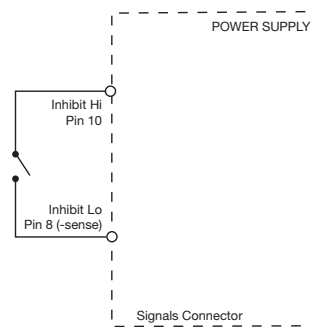 POWER SUPPLY
Inhibit Hi
Pin 10
Inhibit Lo
Pin 8 (-sense)
Signals Connector